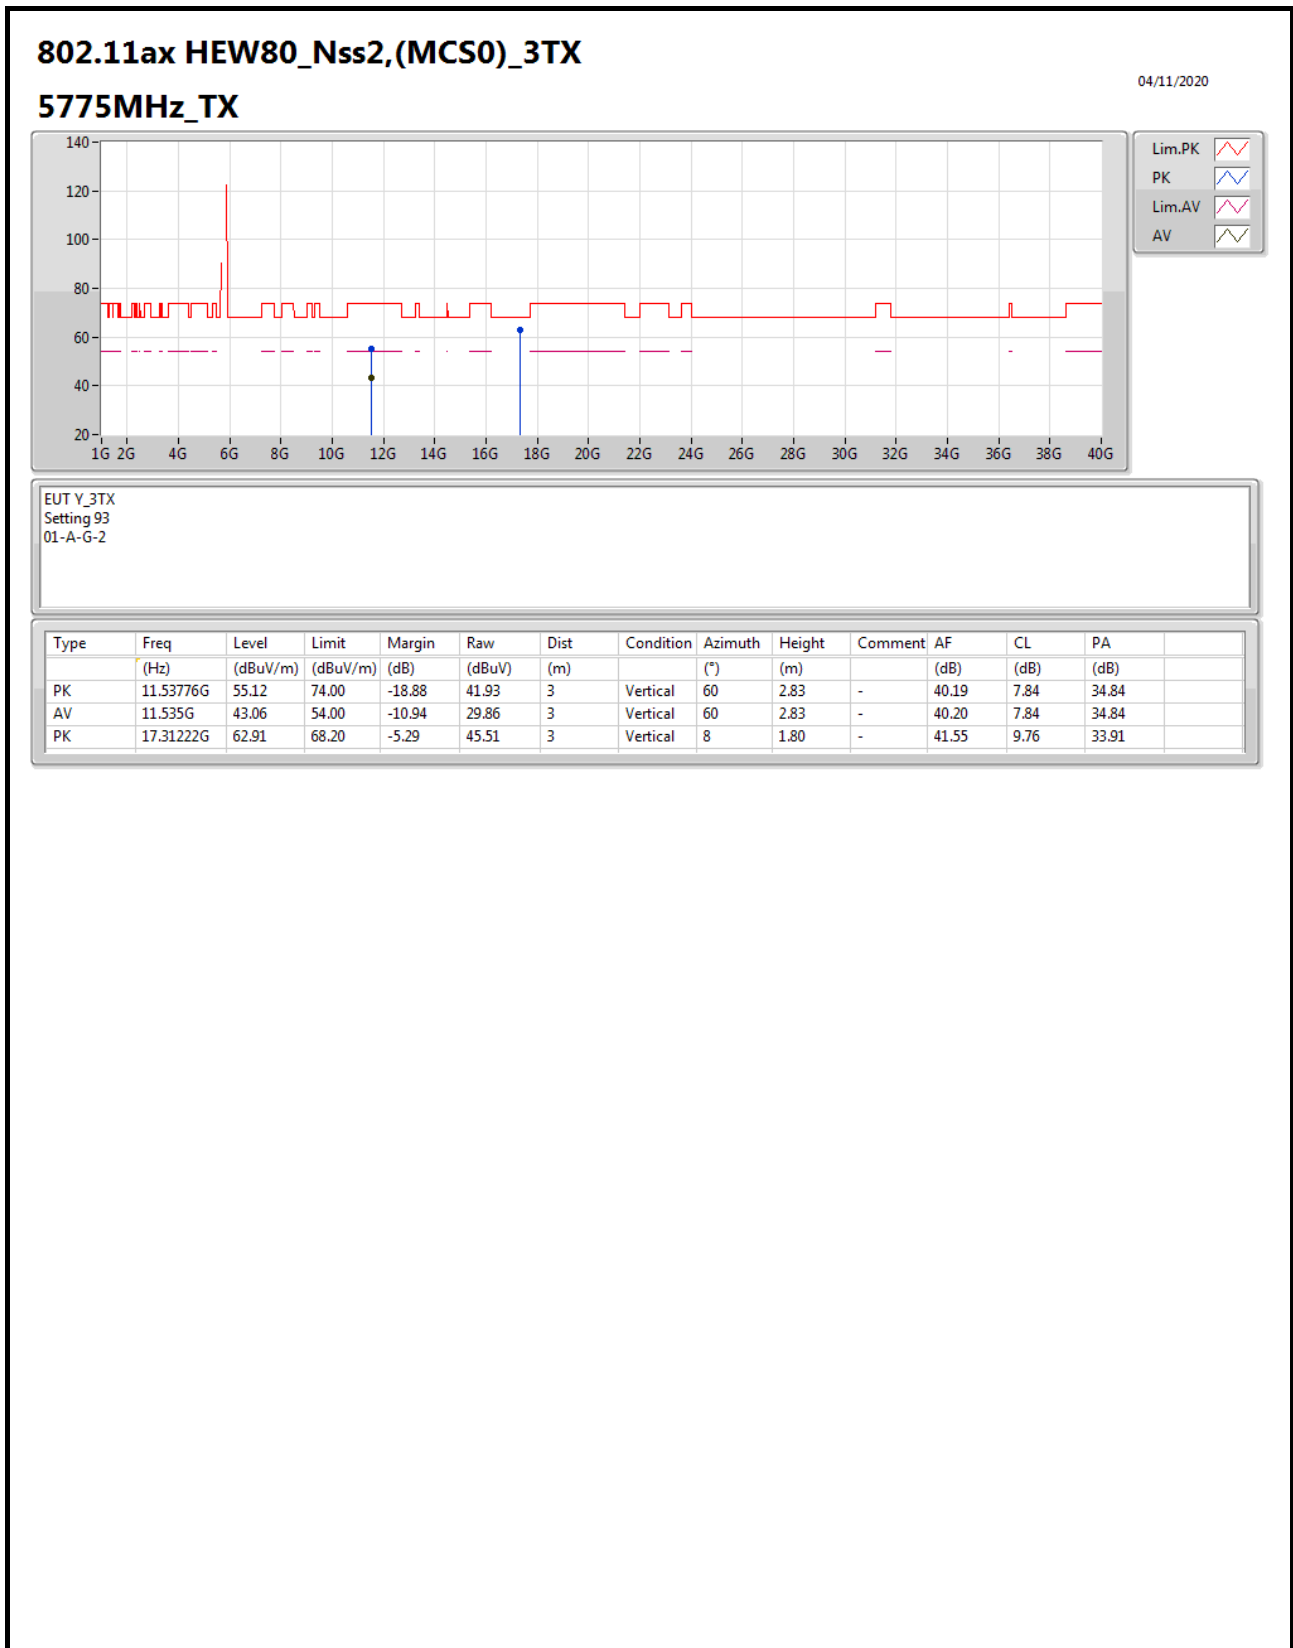 802.11ax HEW80_Nss2,(MCS0)_3TX
04/11/2020
5775MHz_TX
140
120
100
80
60
40
20
1G 2G 4G 6G 8G 10G 12G 14G 16G 18G 20G 22G 24G 26G 28G 30G 32G 34G 36G 38G 40G
Lim.PK
PK
Lim.AV
AV
EUT Y_3TX
Setting 93
01-A-G-2
Type Freq Level Limit Margin Raw Dist Condition Azimuth Height Comment AF CL PA
(Hz) (dBuV/m) (dBuV/m) (dB) (dBuV) (m) (°) (m) (dB) (dB) (dB)
PK 11.53776G 55.12 74.00 -18.88 41.93 3 Vertical 60 2.83 - 40.19 7.84 34.84
AV 11.535G 43.06 54.00 -10.94 29.86 3 Vertical 60 2.83 - 40.20 7.84 34.84
PK 17.31222G 62.91 68.20 -5.29 45.51 3 Vertical 8 1.80 - 41.55 9.76 33.91